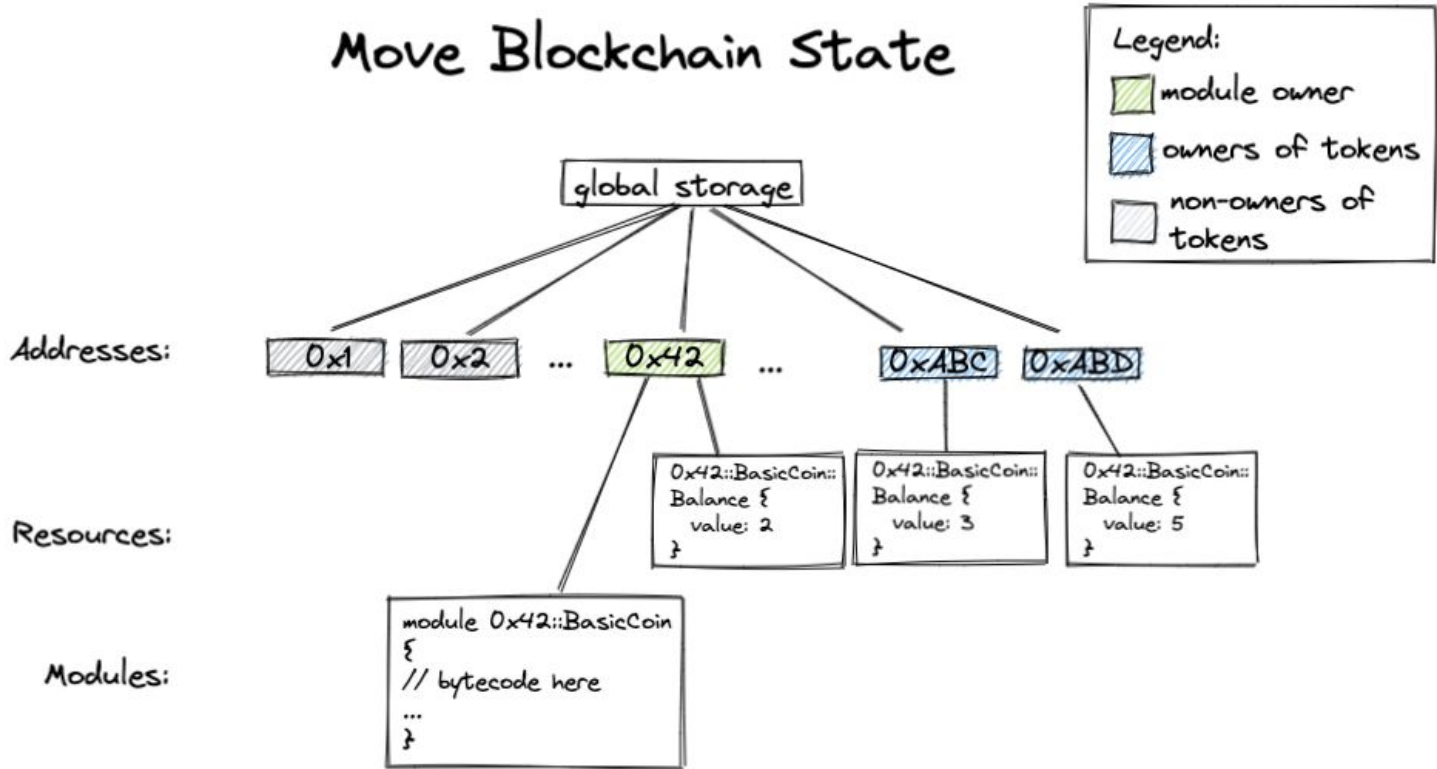 Move Blockchain State
Legend:
module owner
owners of tokens
non-owners of
tokens
global storage
Addresses:
0x1
0x2
...
0x42
...
0xABC
0xABD
Resources:
0x42::BasicCoin::
Balance {
value: 2
}
0x42::BasicCoin::
Balance {
value: 3
}
0x42::BasicCoin::
Balance {
value: 5
}
Modules:
module 0x42::BasicCoin
{
// bytecode here
...
}